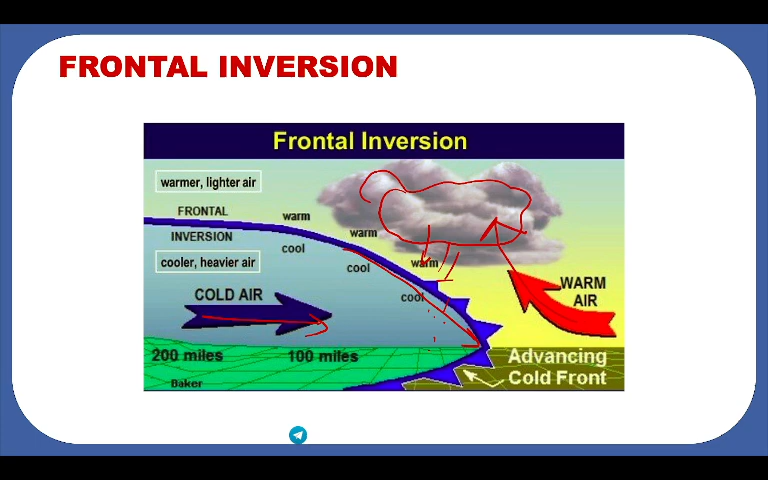 FRONTAL INVERSION
Frontal Inversion
warmer, lighter air
FRONTAL
warm
INVERSION
warm
cool
cooler, heavier air
warm
cool
WARM
AIR
COLD AIR
cool
200 miles
100 miles
Advancing
Cold Front
Baker